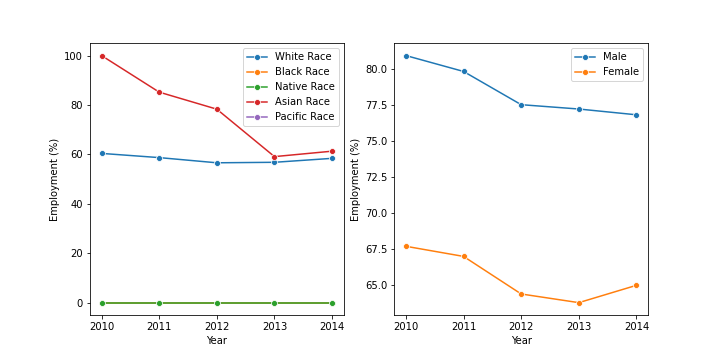 100
80
60
40
20
0
Employment (%)
2010 2011 2012 2013 2014
Year
White Race
Black Race
Native Race
Asian Race
Pacific Race
80.0
77.5
75.0
72.5
70.0
67.5
65.0
Employment (%)
2010 2011 2012 2013 2014
Year
Male
Female